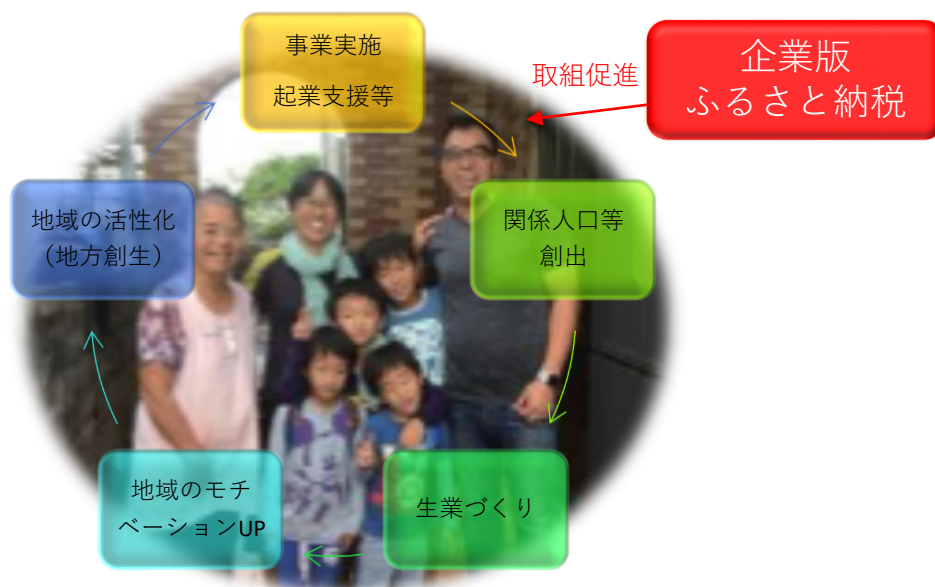 事業実施
起業支援等
取組促進
企業版
ふるさと納税
地域の活性化
（地方創生）
関係人口等
創出
地域のモチ
ベーションUP
生業づくり